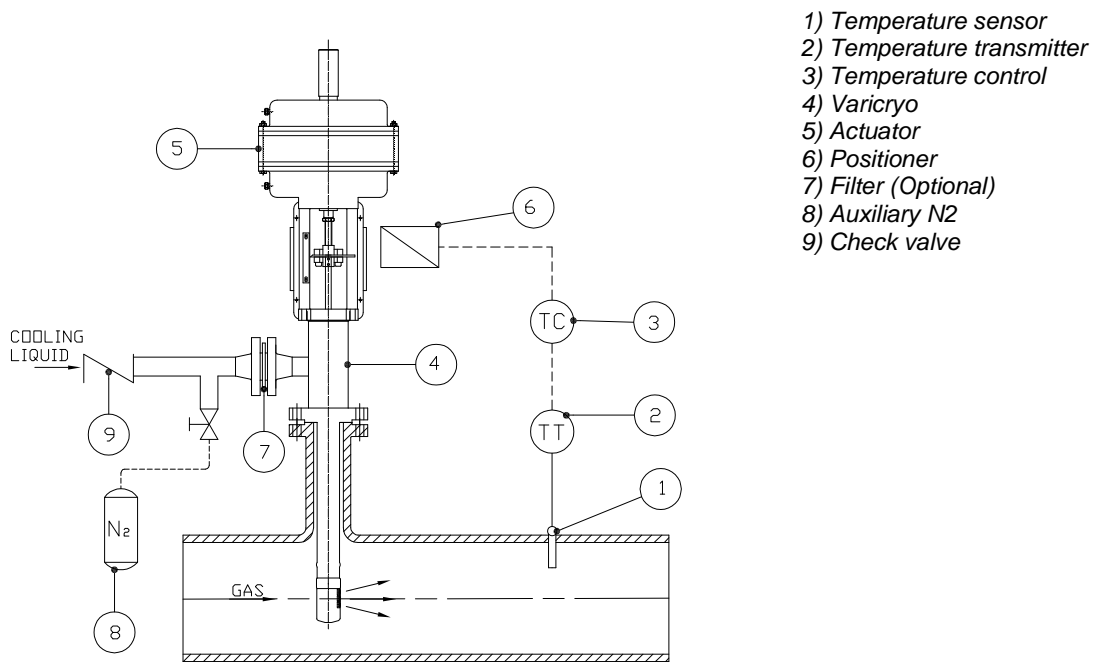 1) Temperature sensor
2) Temperature transmitter
3) Temperature control
4) Varicryo
5) Actuator
6) Positioner
7) Filter (Optional)
8) Auxiliary N2
9) Check valve
5
6
TC
3
COOLING
LIQUID
4
TT
2
9
7
1
N2
GAS
8